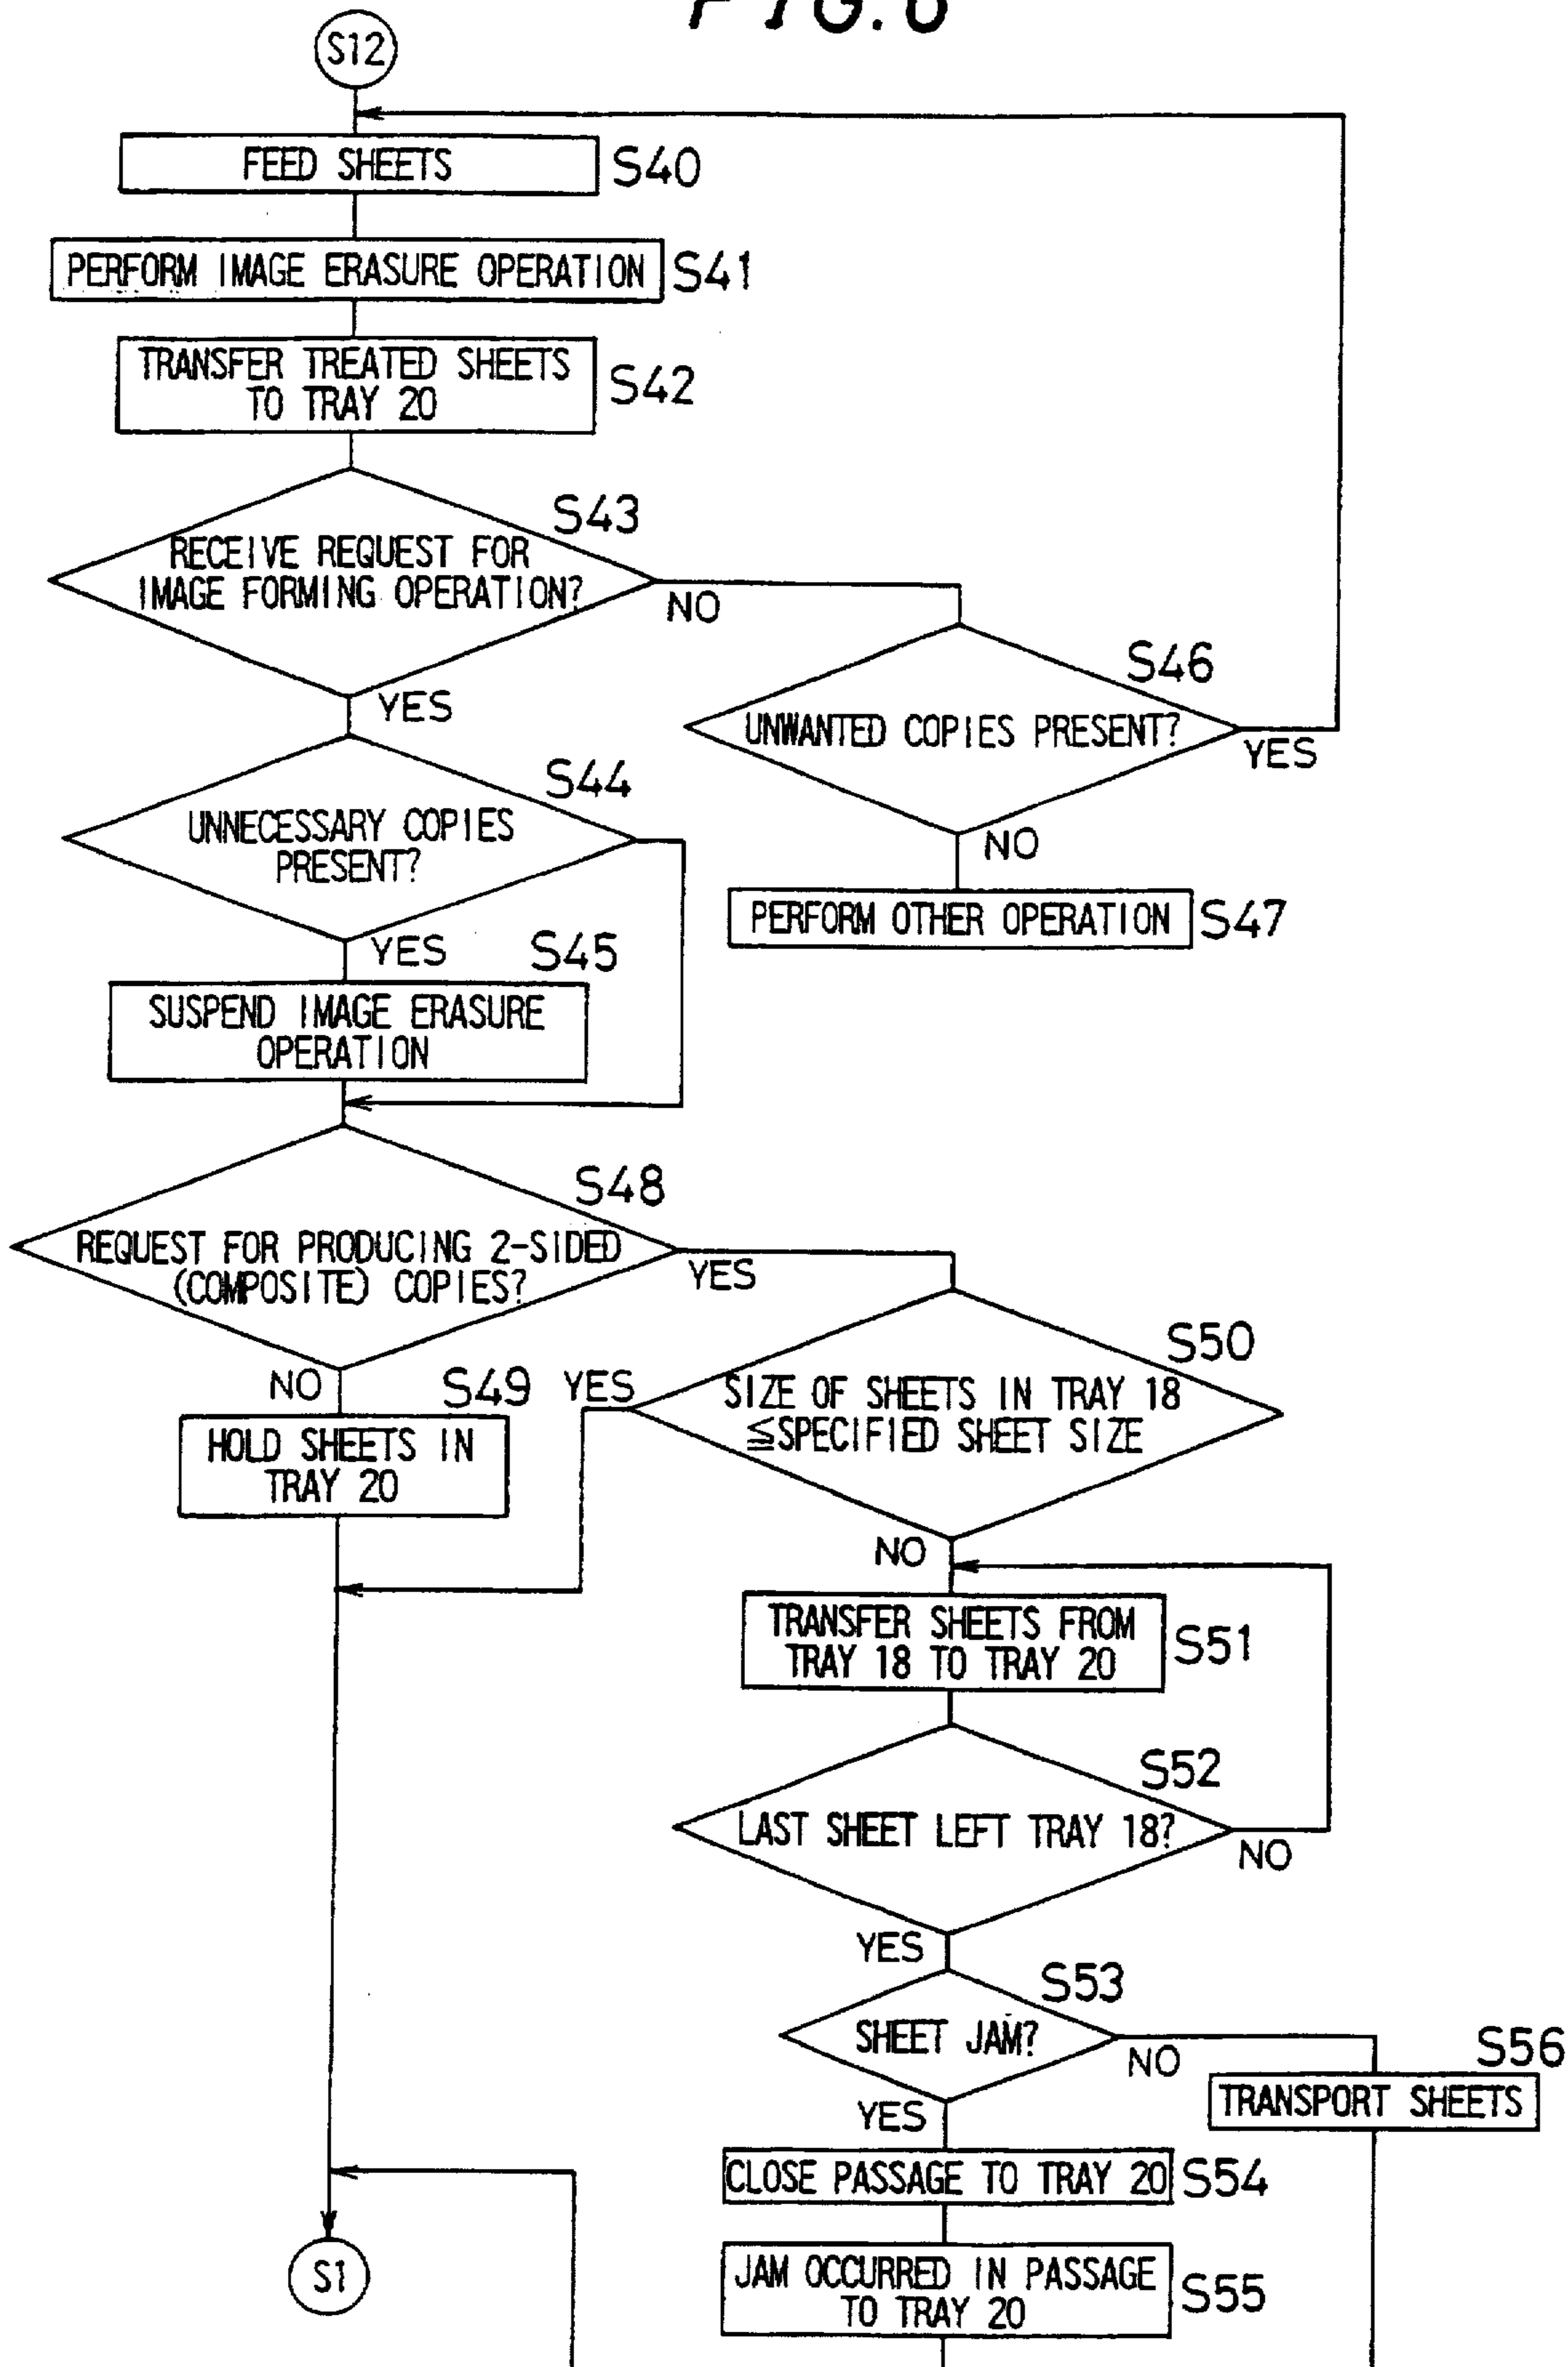 FIG. 6
S12
FEED SHEETS
S40
PERFORM IMAGE ERASURE OPERATION
S41
TRANSFER TREATED SHEETS
TO TRAY 20
S42
S43
RECEIVE REQUEST FOR
IMAGE FORMING OPERATION?
NO
YES
S46
UNWANTED COPIES PRESENT?
YES
NO
S44
UNNECESSARY COPIES
PRESENT?
YES
PERFORM OTHER OPERATION
S47
S45
SUSPEND IMAGE ERASURE
OPERATION
S48
REQUEST FOR PRODUCING 2-SIDED
(COMPOSITE) COPIES?
YES
NO
S49
HOLD SHEETS IN
TRAY 20
S50
YES
SIZE OF SHEETS IN TRAY 18
≦SPECIFIED SHEET SIZE
NO
TRANSFER SHEETS FROM
TRAY 18 TO TRAY 20
S51
S52
LAST SHEET LEFT TRAY 18?
NO
YES
S53
SHEET JAM?
NO
YES
S56
TRANSPORT SHEETS
CLOSE PASSAGE TO TRAY 20
S54
S1
JAM OCCURRED IN PASSAGE
TO TRAY 20
S55